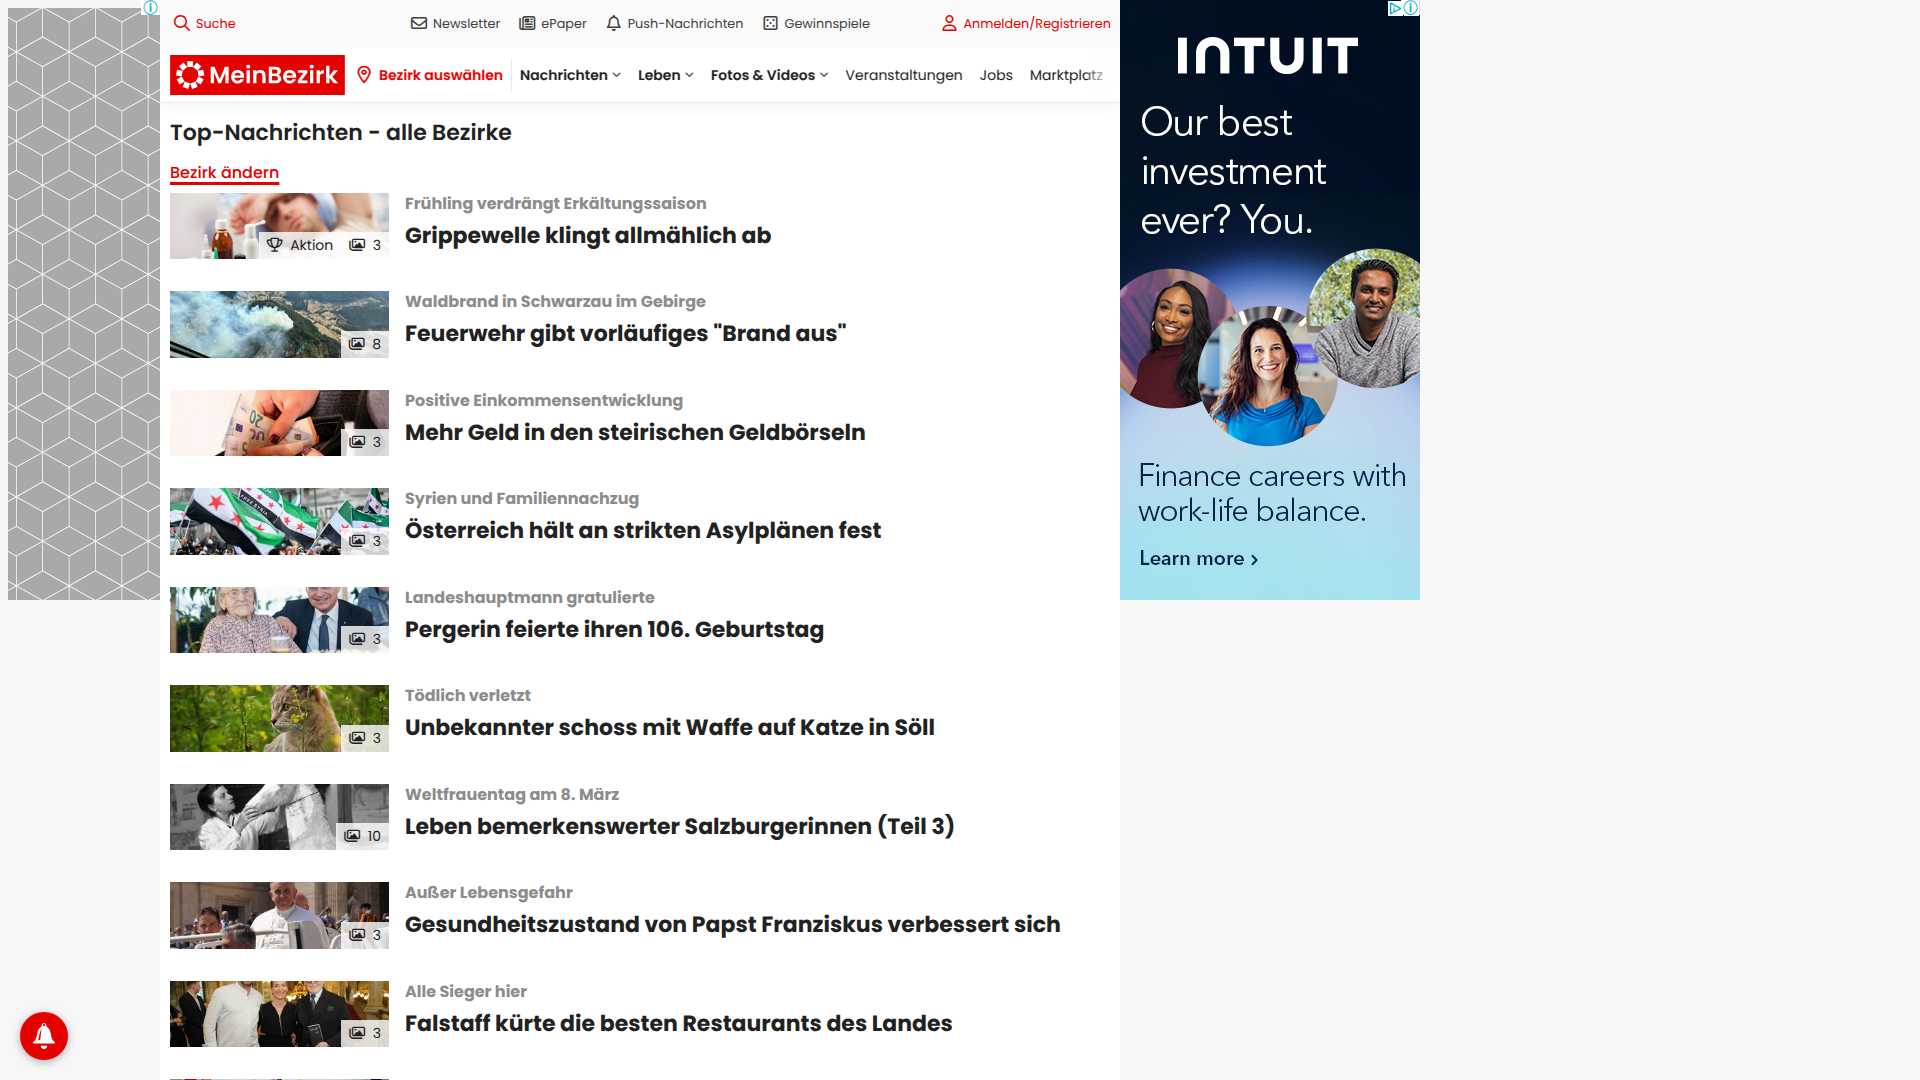 Suche
Newsletter
ePaper
Push-Nachrichten
Gewinnspiele
Anmelden/Registrieren
MeinBezirk
Bezirk auswählen
Nachrichten
Leben
Fotos & Videos
Veranstaltungen
Jobs
Marktplatz
Top-Nachrichten - alle Bezirke
Bezirk ändern
Aktion 3
Frühling verdrängt Erkältungssaison
Grippewelle klingt allmählich ab
8
Waldbrand in Schwarzau im Gebirge
Feuerwehr gibt vorläufiges "Brand aus"
3
Positive Einkommensentwicklung
Mehr Geld in den steirischen Geldbörseln
3
Syrien und Familiennachzug
Österreich hält an strikten Asylplänen fest
3
Landeshauptmann gratulierte
Pergerin feierte ihren 106. Geburtstag
3
Tödlich verletzt
Unbekannter schoss mit Waffe auf Katze in Söll
10
Weltfrauentag am 8. März
Leben bemerkenswerter Salzburgerinnen (Teil 3)
3
Außer Lebensgefahr
Gesundheitszustand von Papst Franziskus verbessert sich
3
Alle Sieger hier
Falstaff kürte die besten Restaurants des Landes
INTUIT
Our best
investment
ever? You.
Finance careers with
work-life balance.
Learn more ›